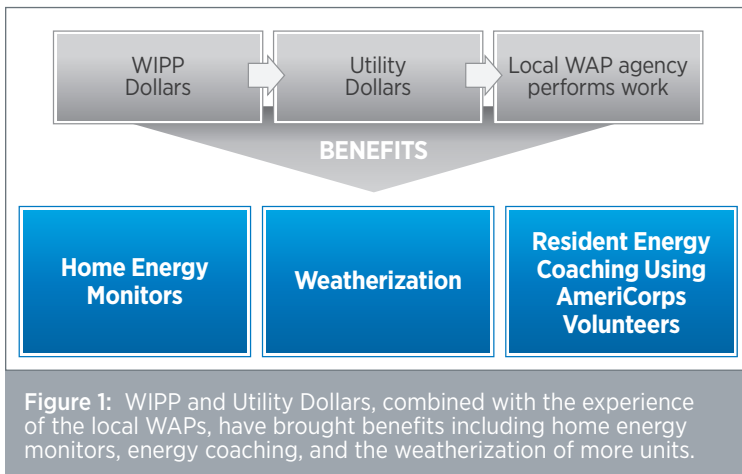 WIPP
Dollars
Utility
Dollars
Local WAP agency
performs work
BENEFITS
Home Energy
Monitors
Weatherization
Resident Energy
Coaching Using
AmeriCorps
Volunteers
Figure 1: WIPP and Utility Dollars, combined with the experience
of the local WAPs, have brought benefits including home energy
monitors, energy coaching, and the weatherization of more units.